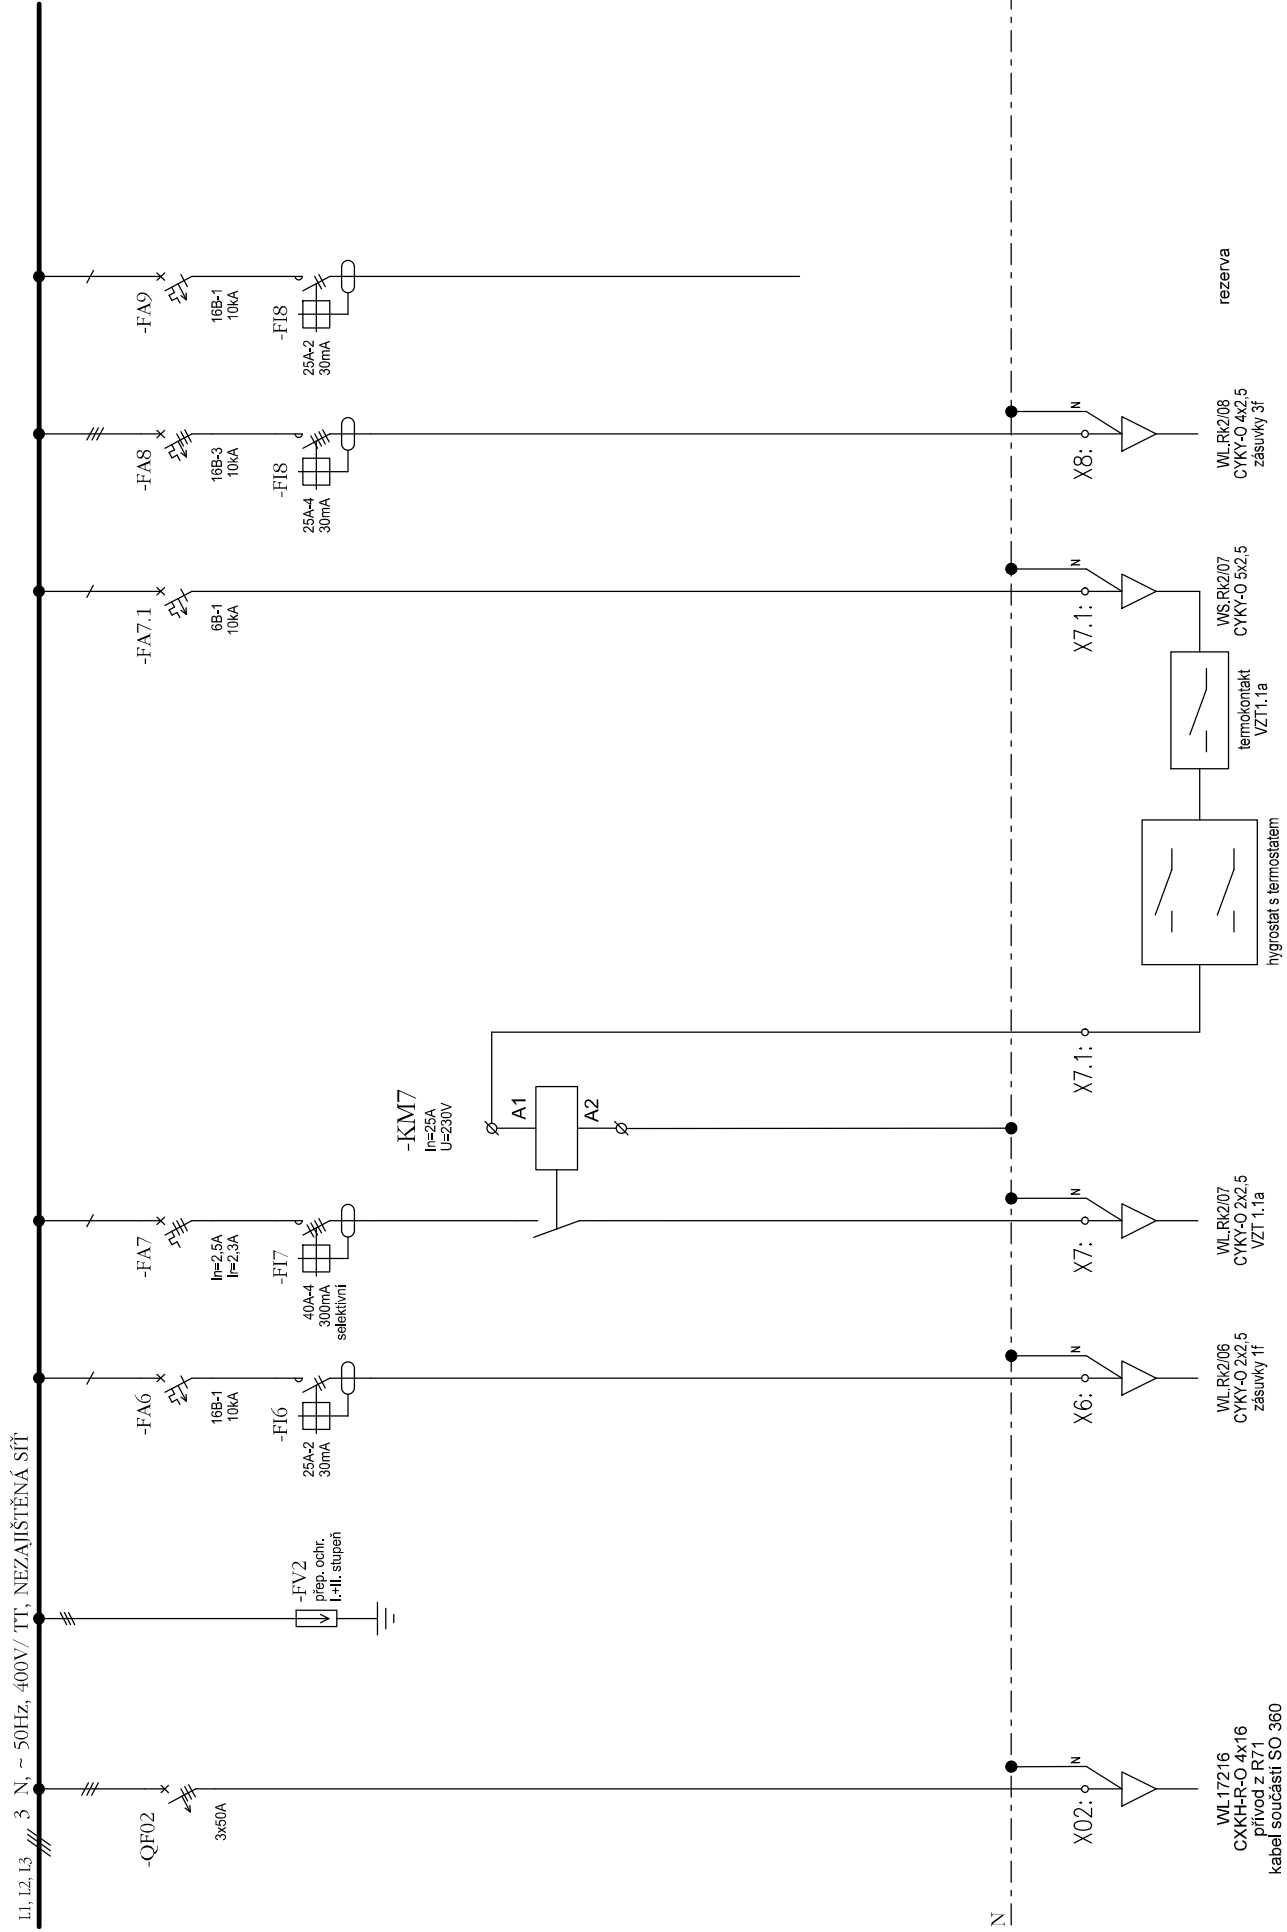 L1, L2, L3
3 N, ~ 50Hz, 400V/ TT, NEZAJIŠTĚNÁ SÍŤ
-QF02
3x50A
X02:
N
N
WL17216
CXKH-R-O 4x16
přívod z R71
kabel součástí SO 360
-FV2
přep. ochr.
I.+II. stupeň
-FA6
16B-1
10kA
-FI6
25A-2
30mA
X6:
N
WL.Rk2/06
CYKY-O 2x2,5
zásuvky 1f
-FA7
In=2,5A
Ir=2,3A
-FI7
40A-4
300mA
selektivní
X7:
N
WL.Rk2/07
CYKY-O 2x2,5
VZT 1.1a
-KM7
In=25A
U=230V
A1
A2
X7.1:
hygrostat s termostatem
termokontakt
VZT1.1a
-FA7.1
6B-1
10kA
X7.1:
N
WS.Rk2/07
CYKY-O 5x2,5
-FA8
16B-3
10kA
-FI8
25A-4
30mA
X8:
N
WL.Rk2/08
CYKY-O 4x2,5
zásuvky 3f
-FA9
16B-1
10kA
-FI8
25A-2
30mA
rezerva